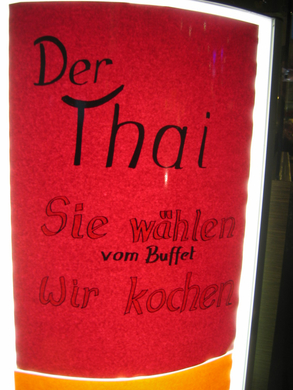 Der
Thai
Sie wählen
vom Buffet
Wir kochen